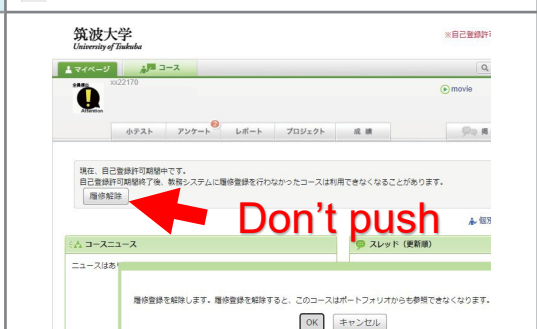 筑波大学
University of Tsukuba
※自己登録許可
マイページ
コース
xx22170
全員提出
Attention
movie
小テスト
アンケート
レポート
プロジェクト
成績
掲
現在、自己登録許可期間中です。
自己登録許可期間終了後、教務システムに履修登録を行わなかったコースは利用できなくなることがあります。
履修解除
Don't push
個別
コースニュース
スレッド（更新順）
ニュースはあり
履修登録を解除します。履修登録を解除すると、このコースはポートフォリオからも参照できなくなります。
OK
キャンセル